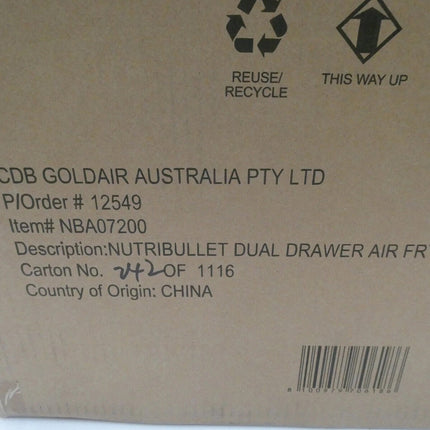 REUSE/
RECYCLE
THIS WAY UP
CDB GOLDAIR AUSTRALIA PTY LTD
P/Order # 12549
Item# NBA07200
Description:NUTRIBULLET DUAL DRAWER AIR FR
Carton No. 242 OF 1116
Country of Origin: CHINA